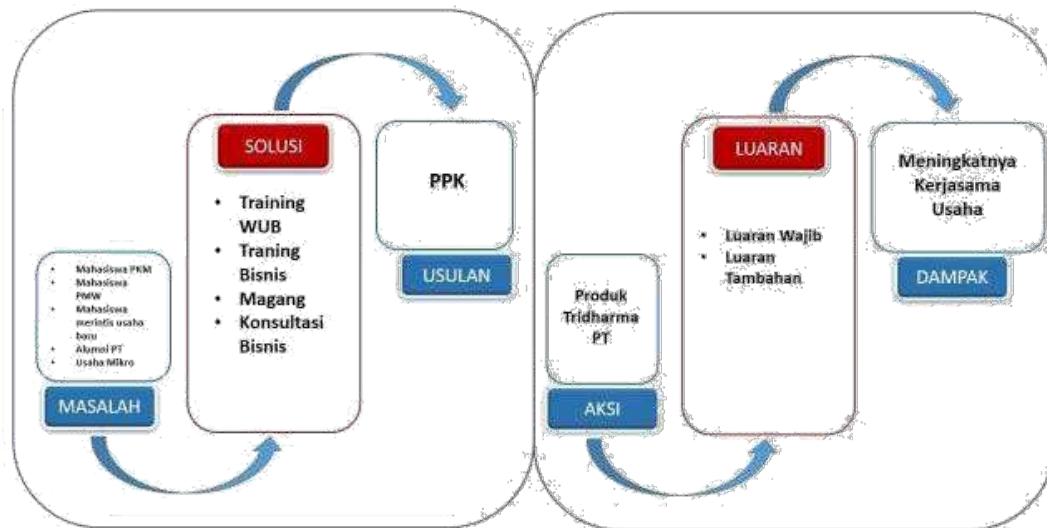 MASALAH
• Mahasiswa PKM
• Mahasiswa
PMW
• Mahasiswa
merintis usaha
baru
• Alumni PT
• Usaha Mikro
SOLUSI
• Training
WUB
• Traning
Bisnis
• Magang
• Konsultasi
Bisnis
PPK
USULAN
Produk
Tridharma
PT
AKSI
LUARAN
• Luaran Wajib
• Luaran
Tambahan
Meningkatnya
Kerjasama
Usaha
DAMPAK